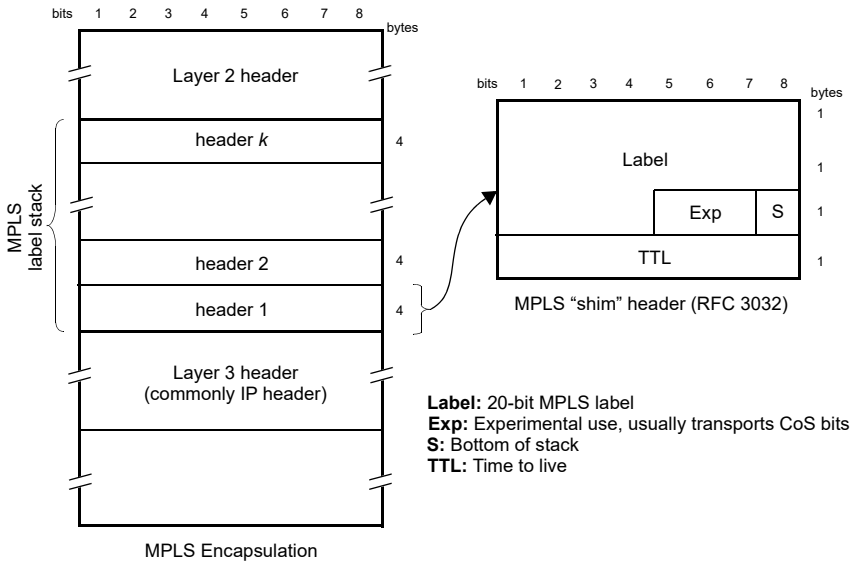 bits 1 2 3 4 5 6 7 8
bytes
Layer 2 header
header k
4
MPLS
label stack
header 2
4
header 1
4
Layer 3 header
(commonly IP header)
MPLS Encapsulation
bits 1 2 3 4 5 6 7 8
bytes
1
Label
1
Exp
S
1
TTL
1
MPLS “shim” header (RFC 3032)
Label: 20-bit MPLS label
Exp: Experimental use, usually transports CoS bits
S: Bottom of stack
TTL: Time to live